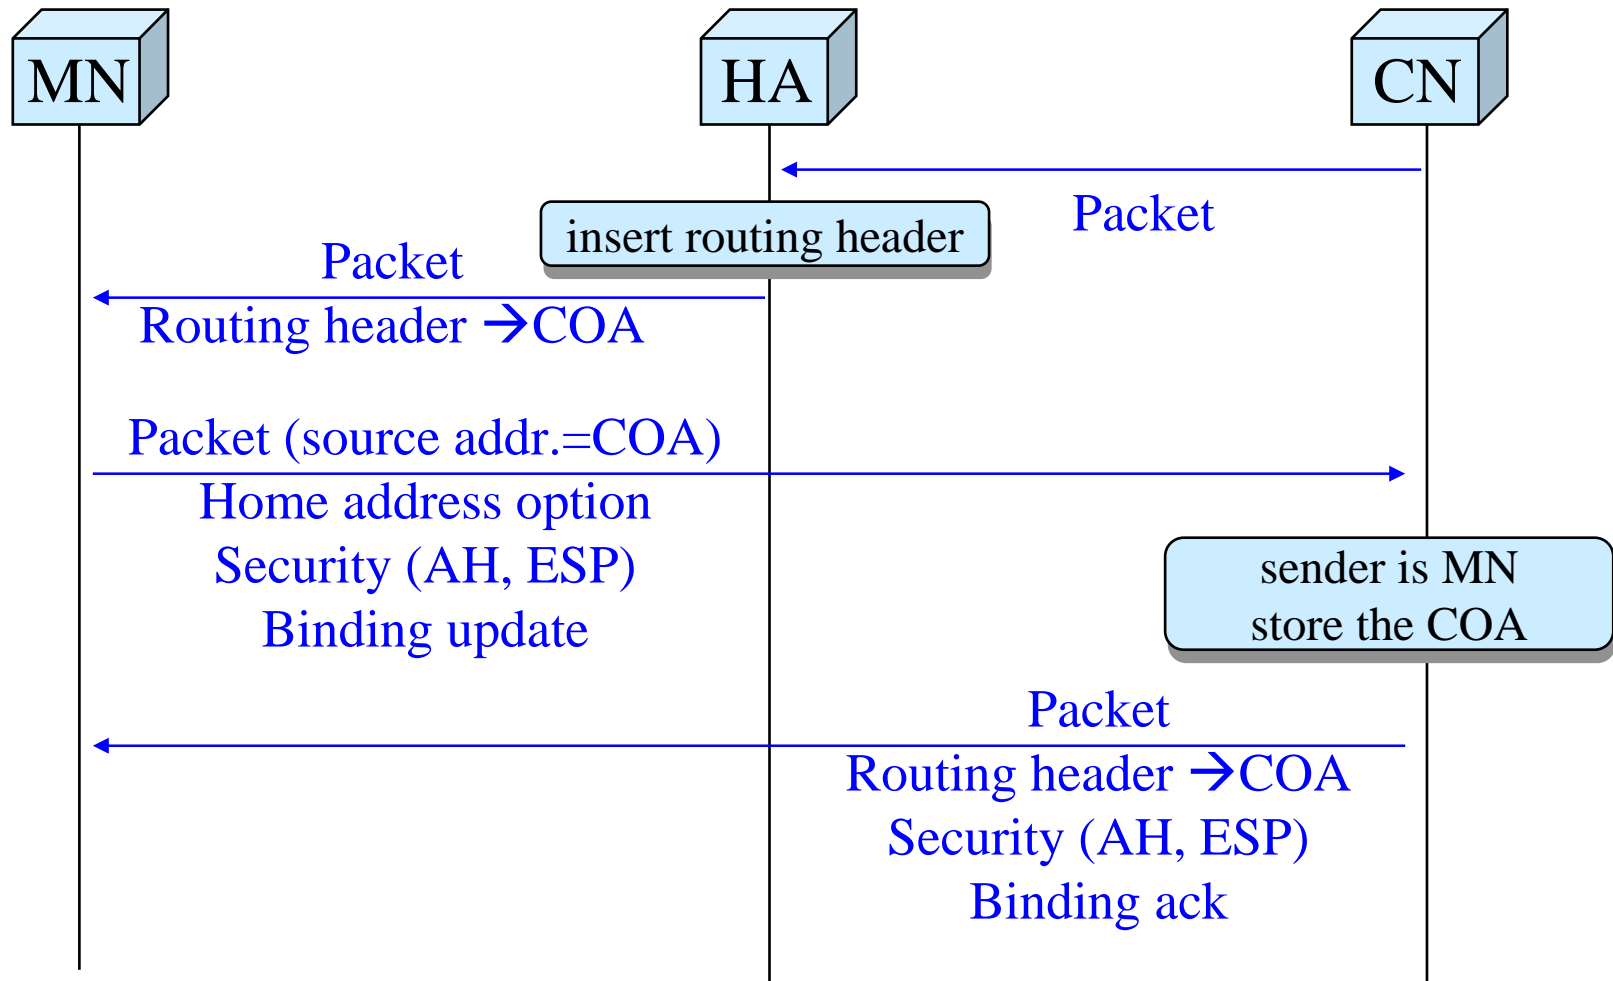 MN
HA
CN
Packet
insert routing header
Packet
Routing header →COA
Packet (source addr.=COA)
Home address option
Security (AH, ESP)
Binding update
sender is MN
store the COA
Packet
Routing header →COA
Security (AH, ESP)
Binding ack